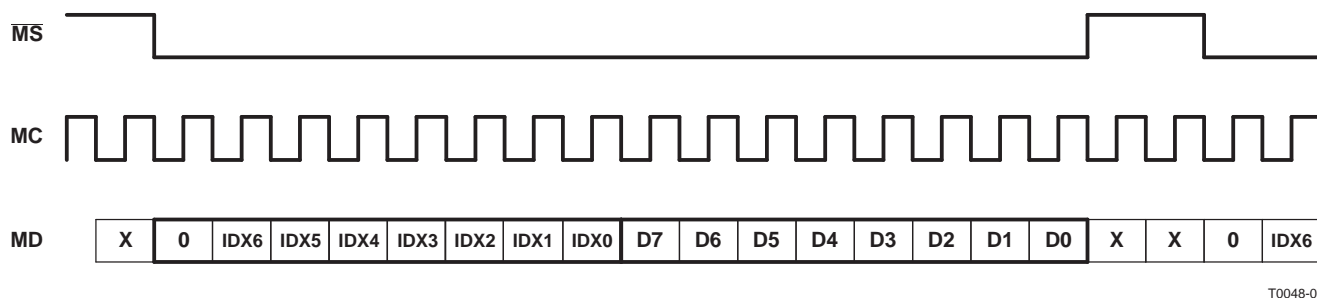 MS
MC
MD X 0 IDX6 IDX5 IDX4 IDX3 IDX2 IDX1 IDX0 D7 D6 D5 D4 D3 D2 D1 D0 X X 0 IDX6
T0048-0